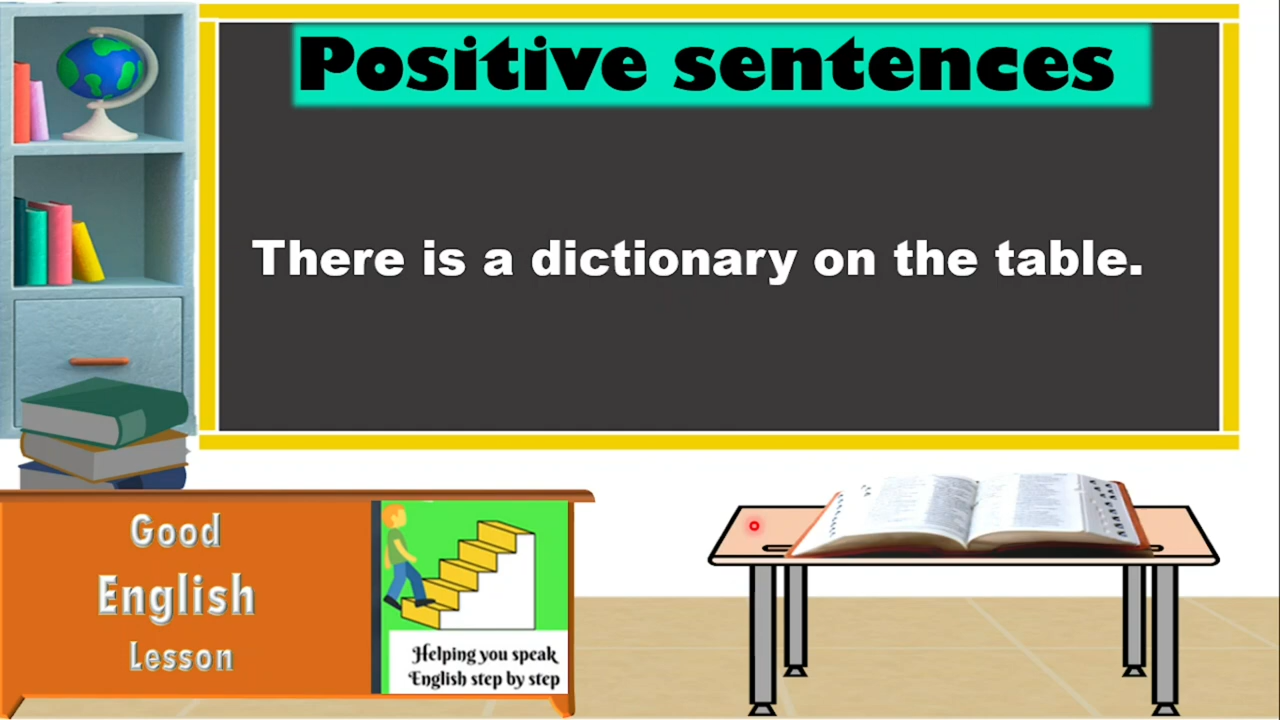 Positive sentences
There is a dictionary on the table.
Good
English
Lesson
Helping you speak
English step by step